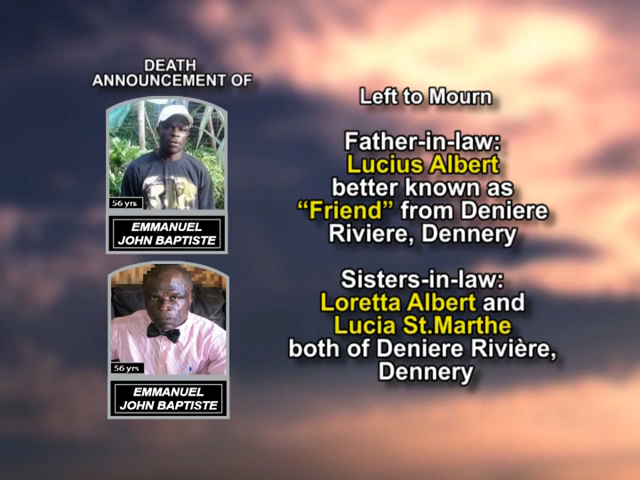 DEATH
ANNOUNCEMENT OF
56 yrs
EMMANUEL
JOHN BAPTISTE
56 yrs
EMMANUEL
JOHN BAPTISTE
Left to Mourn
Father-in-law:
Lucius Albert
better known as
“Friend” from Deniere
Riviere, Dennery
Sisters-in-law:
Loretta Albert and
Lucia St.Marthe
both of Deniere Rivière,
Dennery